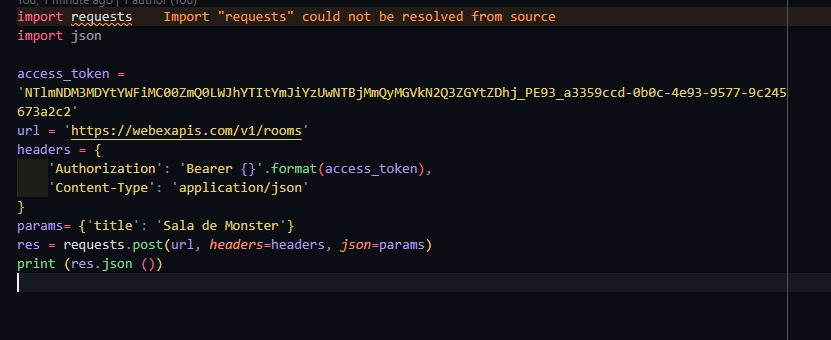 You, 1 minute ago | 1 author (You)
import requests    Import "requests" could not be resolved from source
import json
access_token =
'NTlmNDM3MDYtYWFiMC00ZmQ0LWJhYTItYmJiYzUwNTBjMmQyMGVkN2Q3ZGYtZDhj_PE93_a3359ccd-0b0c-4e93-9577-9c245
673a2c2'
url = 'https://webexapis.com/v1/rooms'
headers = {
    'Authorization': 'Bearer {}'.format(access_token),
    'Content-Type': 'application/json'
}
params= {'title': 'Sala de Monster'}
res = requests.post(url, headers=headers, json=params)
print (res.json ())